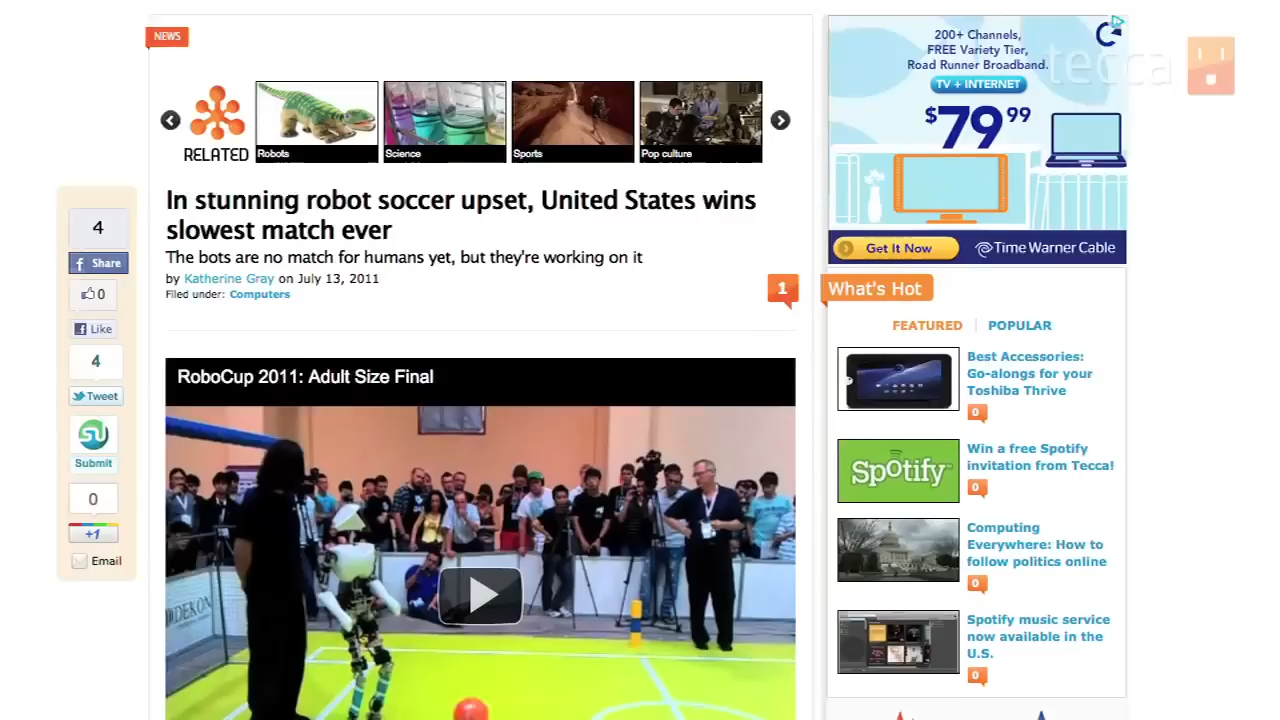 NEWS
RELATED
Robots
Science
Sports
Pop culture
In stunning robot soccer upset, United States wins
slowest match ever
The bots are no match for humans yet, but they're working on it
by Katherine Gray on July 13, 2011
Filed under: Computers
1
4
Share
0
Like
4
Tweet
Submit
0
+1
Email
RoboCup 2011: Adult Size Final
DEKON
200+ Channels,
FREE Variety Tier,
Road Runner Broadband.
TV + INTERNET
$79.99
Get It Now
Time Warner Cable
tecca
What's Hot
FEATURED
POPULAR
Best Accessories:
Go-alongs for your
Toshiba Thrive
0
Spotify
Win a free Spotify
invitation from Tecca!
0
Computing
Everywhere: How to
follow politics online
0
Spotify music service
now available in the
U.S.
0